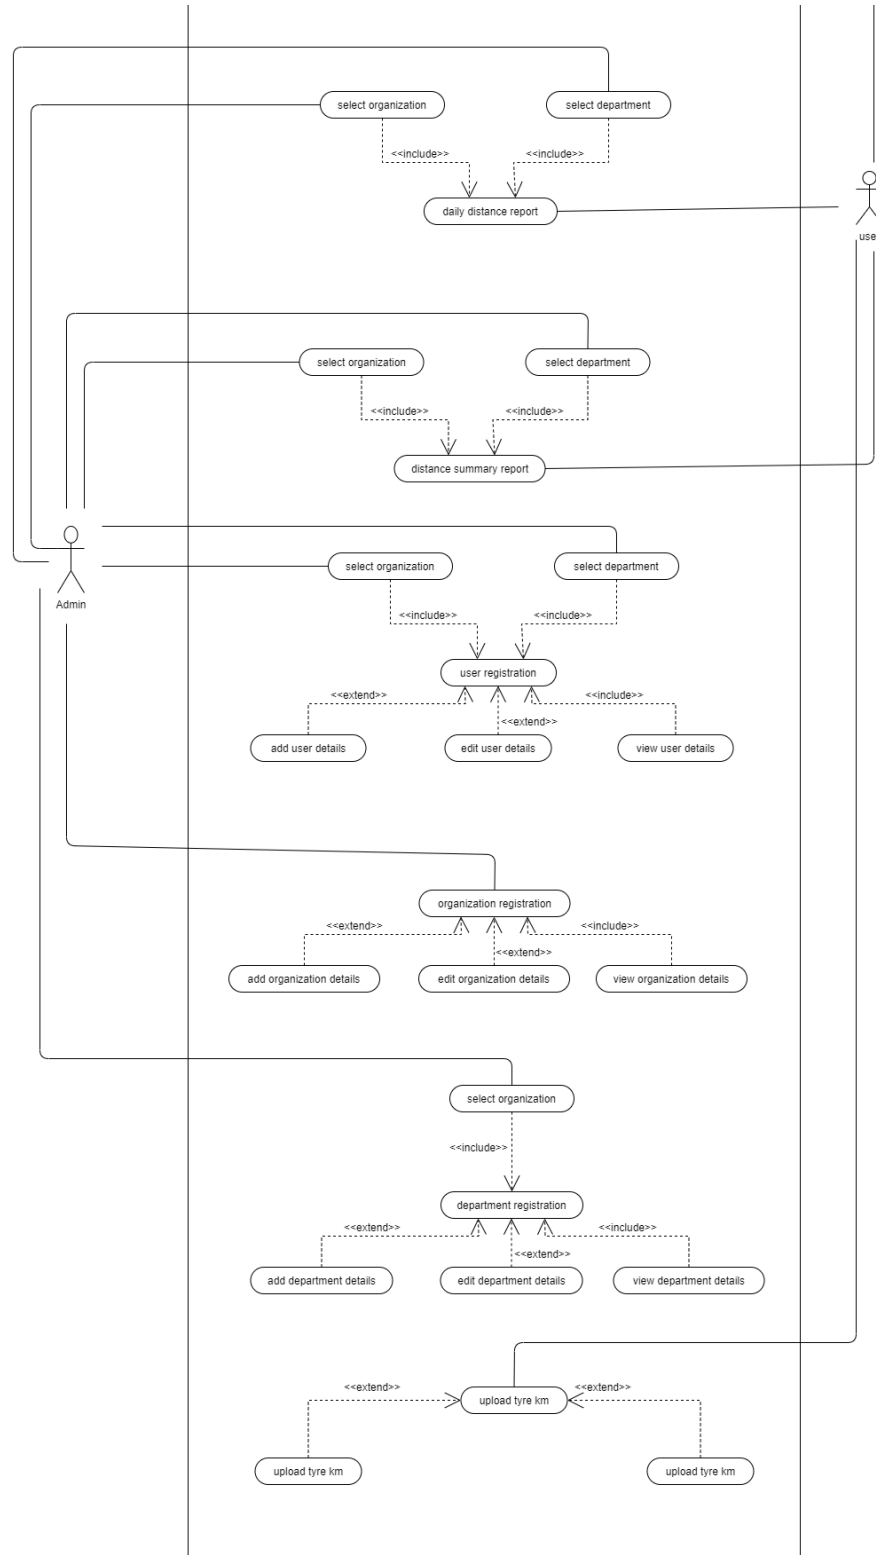 select organization
select department
<<include>>
<<include>>
daily distance report
use
select organization
select department
<<include>>
<<include>>
distance summary report
Admin
select organization
select department
<<include>>
<<include>>
user registration
<<extend>>
<<include>>
<<extend>>
add user details
edit user details
view user details
organization registration
<<extend>>
<<include>>
<<extend>>
add organization details
edit organization details
view organization details
select organization
<<include>>
department registration
<<extend>>
<<include>>
<<extend>>
add department details
edit department details
view department details
<<extend>>
<<extend>>
upload tyre km
upload tyre km
upload tyre km